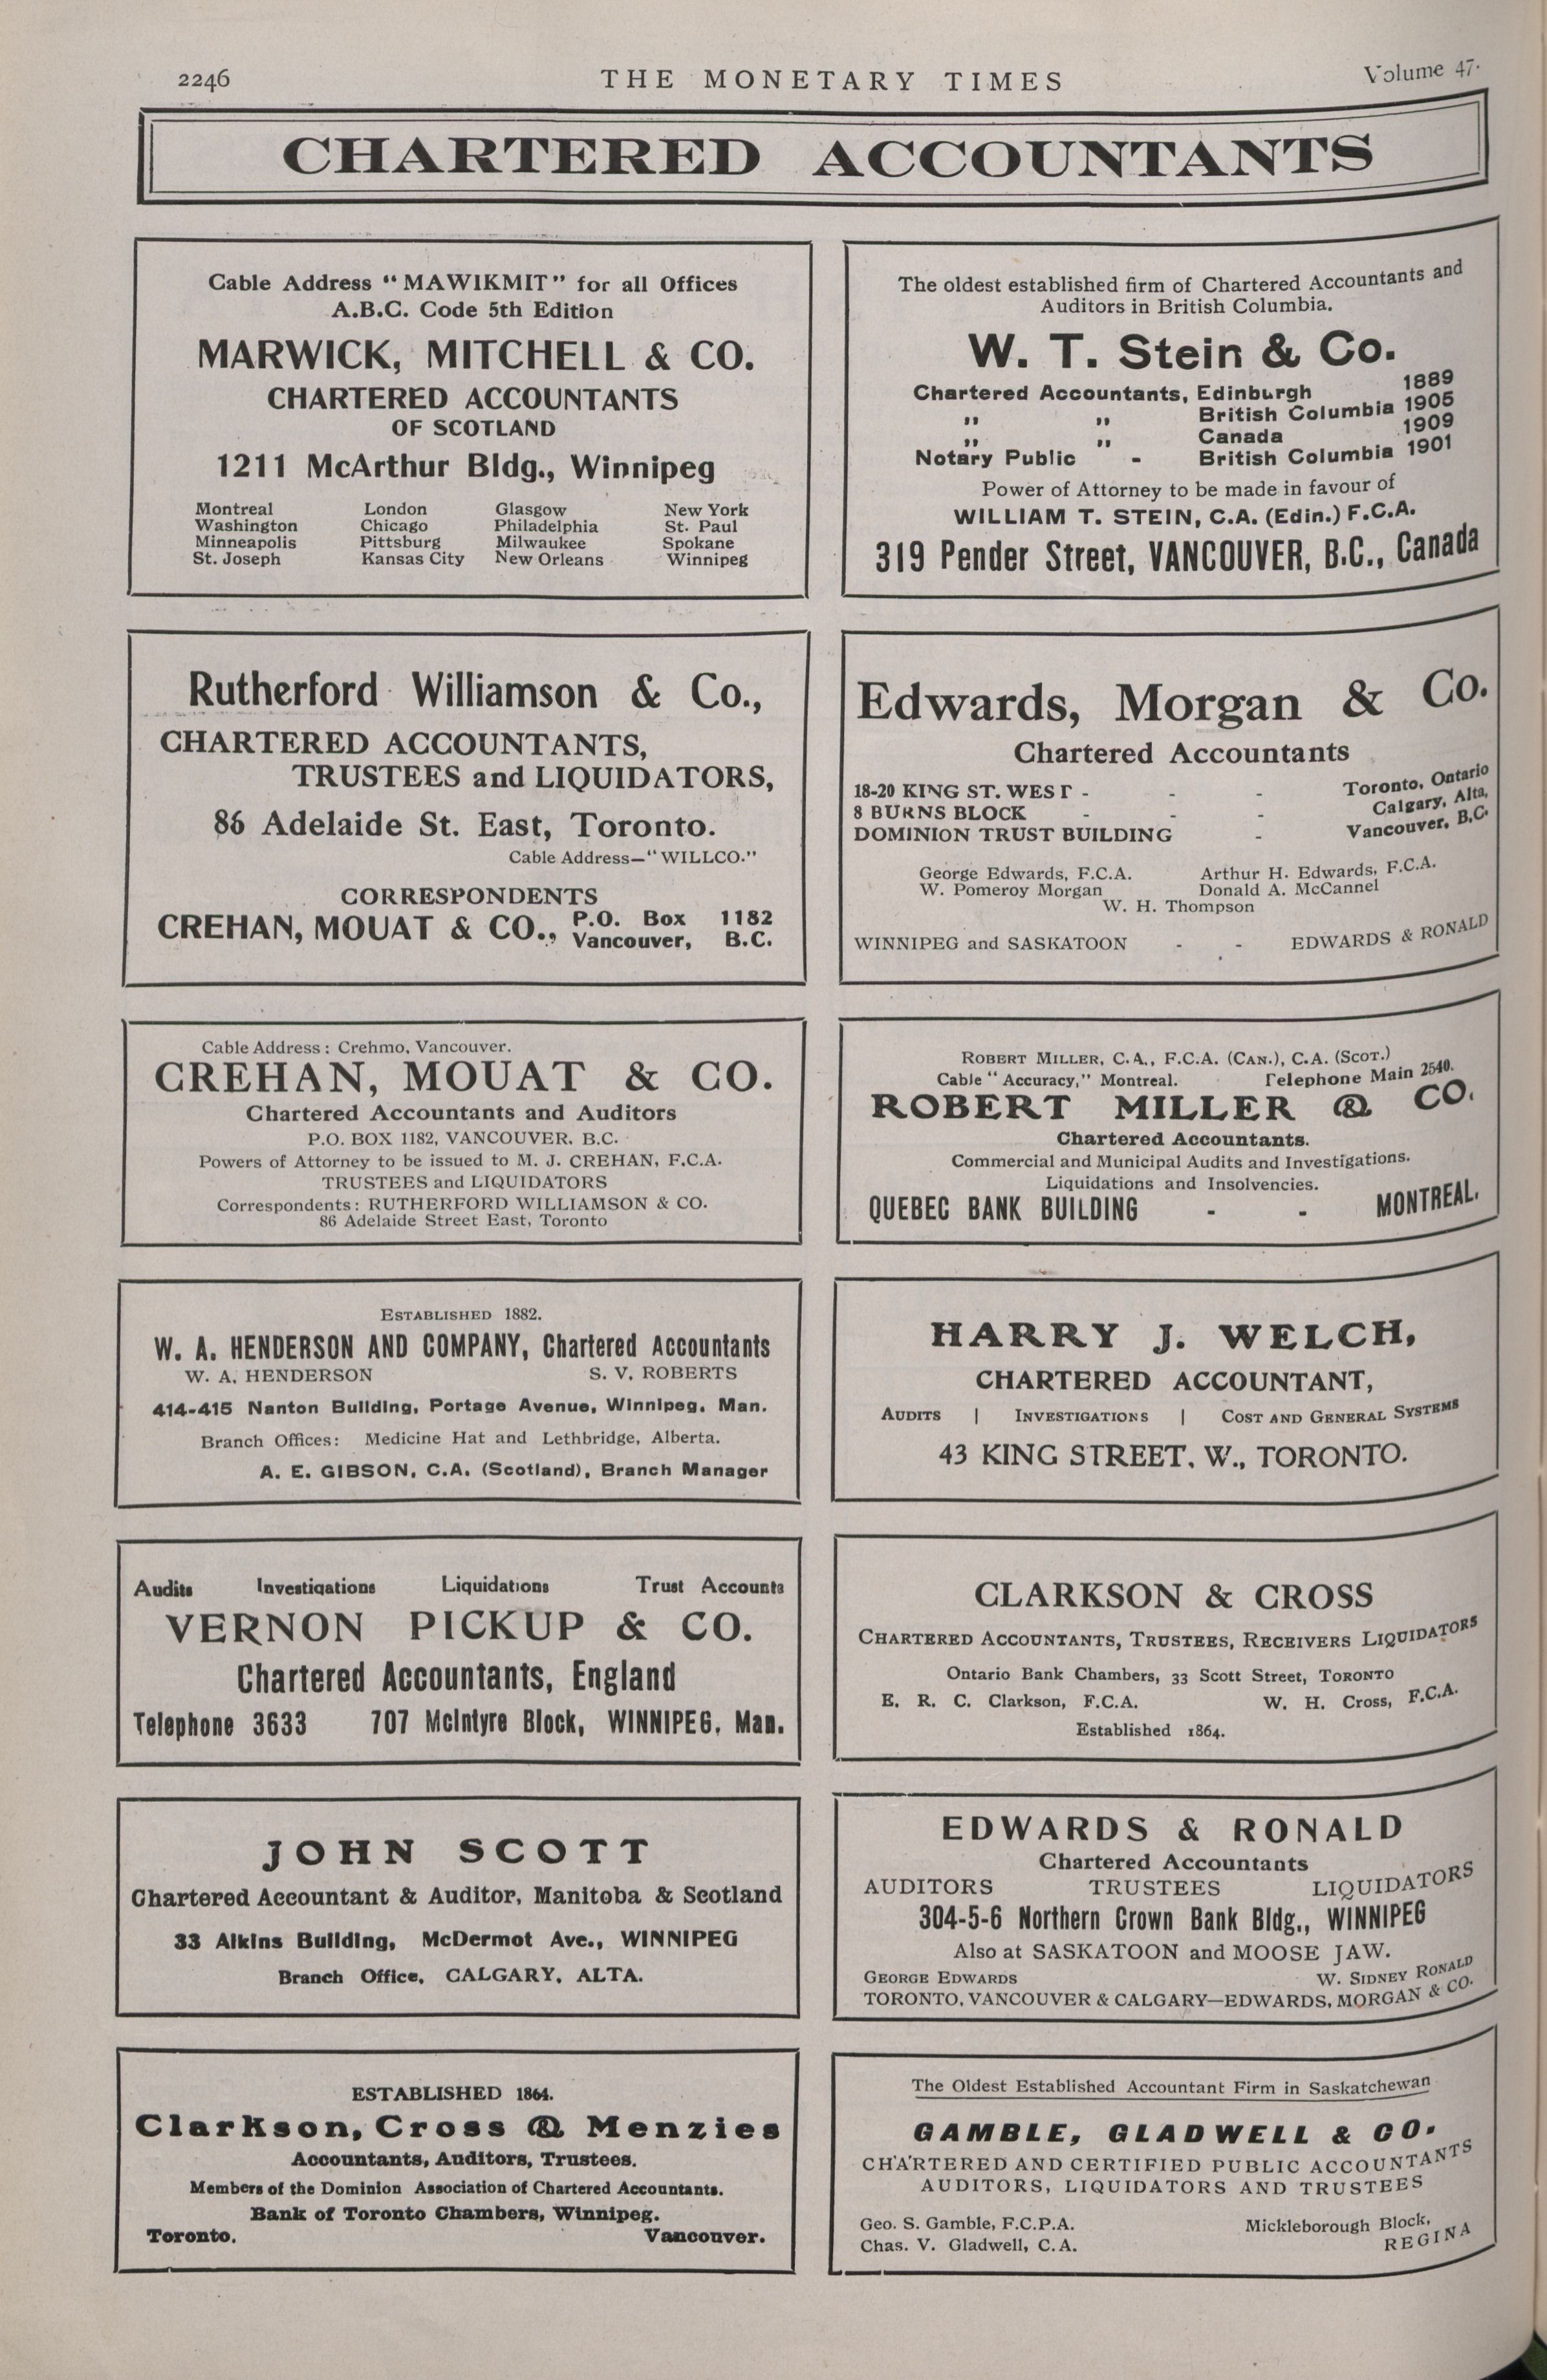 2246
THE MONETARY TIMES
Volume 47.
CHARTERED ACCOUNTANTS
Cable Address "MAWIKMIT" for all Offices
A.B.C. Code 5th Edition
MARWICK, MITCHELL & CO.
CHARTERED ACCOUNTANTS
OF SCOTLAND
1211 McArthur Bldg., Winnipeg
Montreal London Glasgow New York
Washington Chicago Philadelphia St. Paul
Minneapolis Pittsburg Milwaukee Spokane
St. Joseph Kansas City New Orleans Winnipeg
The oldest established firm of Chartered Accountants and
Auditors in British Columbia.
W. T. Stein & Co.
Chartered Accountants, Edinburgh 1889
" " British Columbia 1905
" " Canada 1909
Notary Public - British Columbia 1901
Power of Attorney to be made in favour of
WILLIAM T. STEIN, C.A. (Edin.) F.C.A.
319 Pender Street, VANCOUVER, B.C., Canada
Rutherford Williamson & Co.,
CHARTERED ACCOUNTANTS,
TRUSTEES and LIQUIDATORS,
86 Adelaide St. East, Toronto.
Cable Address—"WILLCO."
CORRESPONDENTS
CREHAN, MOUAT & CO., P.O. Box 1182
Vancouver, B.C.
Edwards, Morgan & Co.
Chartered Accountants
18-20 KING ST. WEST - - - Toronto, Ontario
8 BURNS BLOCK - - - Calgary, Alta,
DOMINION TRUST BUILDING - Vancouver, B.C.
George Edwards, F.C.A. Arthur H. Edwards, F.C.A.
W. Pomeroy Morgan Donald A. McCannel
W. H. Thompson
WINNIPEG and SASKATOON - - EDWARDS & RONALD
Cable Address: Crehmo, Vancouver.
CREHAN, MOUAT & CO.
Chartered Accountants and Auditors
P.O. BOX 1182, VANCOUVER. B.C.
Powers of Attorney to be issued to M. J. CREHAN, F.C.A.
TRUSTEES and LIQUIDATORS
Correspondents: RUTHERFORD WILLIAMSON & CO.
86 Adelaide Street East, Toronto
ROBERT MILLER, C.A., F.C.A. (CAN.), C.A. (SCOT.)
Cable "Accuracy," Montreal. Telephone Main 2540.
ROBERT MILLER & CO.
Chartered Accountants.
Commercial and Municipal Audits and Investigations.
Liquidations and Insolvencies.
QUEBEC BANK BUILDING - - MONTREAL.
ESTABLISHED 1882.
W. A. HENDERSON AND COMPANY, Chartered Accountants
W. A. HENDERSON S. V. ROBERTS
414-415 Nanton Building, Portage Avenue, Winnipeg, Man.
Branch Offices: Medicine Hat and Lethbridge, Alberta.
A. E. GIBSON, C.A. (Scotland), Branch Manager
HARRY J. WELCH,
CHARTERED ACCOUNTANT,
AUDITS | INVESTIGATIONS | COST AND GENERAL SYSTEMS
43 KING STREET. W., TORONTO.
Audits Investigations Liquidations Trust Accounts
VERNON PICKUP & CO.
Chartered Accountants, England
Telephone 3633 707 McIntyre Block, WINNIPEG, Man.
CLARKSON & CROSS
CHARTERED ACCOUNTANTS, TRUSTEES, RECEIVERS LIQUIDATORS
Ontario Bank Chambers, 33 Scott Street, TORONTO
E. R. C. Clarkson, F.C.A. W. H. Cross, F.C.A.
Established 1864.
JOHN SCOTT
Chartered Accountant & Auditor, Manitoba & Scotland
33 Aikins Building, McDermot Ave., WINNIPEG
Branch Office, CALGARY, ALTA.
EDWARDS & RONALD
Chartered Accountants
AUDITORS TRUSTEES LIQUIDATORS
304-5-6 Northern Crown Bank Bldg., WINNIPEG
Also at SASKATOON and MOOSE JAW.
GEORGE EDWARDS W. SIDNEY RONALD
TORONTO, VANCOUVER & CALGARY—EDWARDS, MORGAN & CO.
ESTABLISHED 1864.
Clarkson, Cross & Menzies
Accountants, Auditors, Trustees.
Members of the Dominion Association of Chartered Accountants.
Bank of Toronto Chambers, Winnipeg.
Toronto. Vancouver.
The Oldest Established Accountant Firm in Saskatchewan
GAMBLE, GLADWELL & CO.
CHARTERED AND CERTIFIED PUBLIC ACCOUNTANTS
AUDITORS, LIQUIDATORS AND TRUSTEES
Geo. S. Gamble, F.C.P.A. Mickleborough Block,
Chas. V. Gladwell, C.A. REGINA